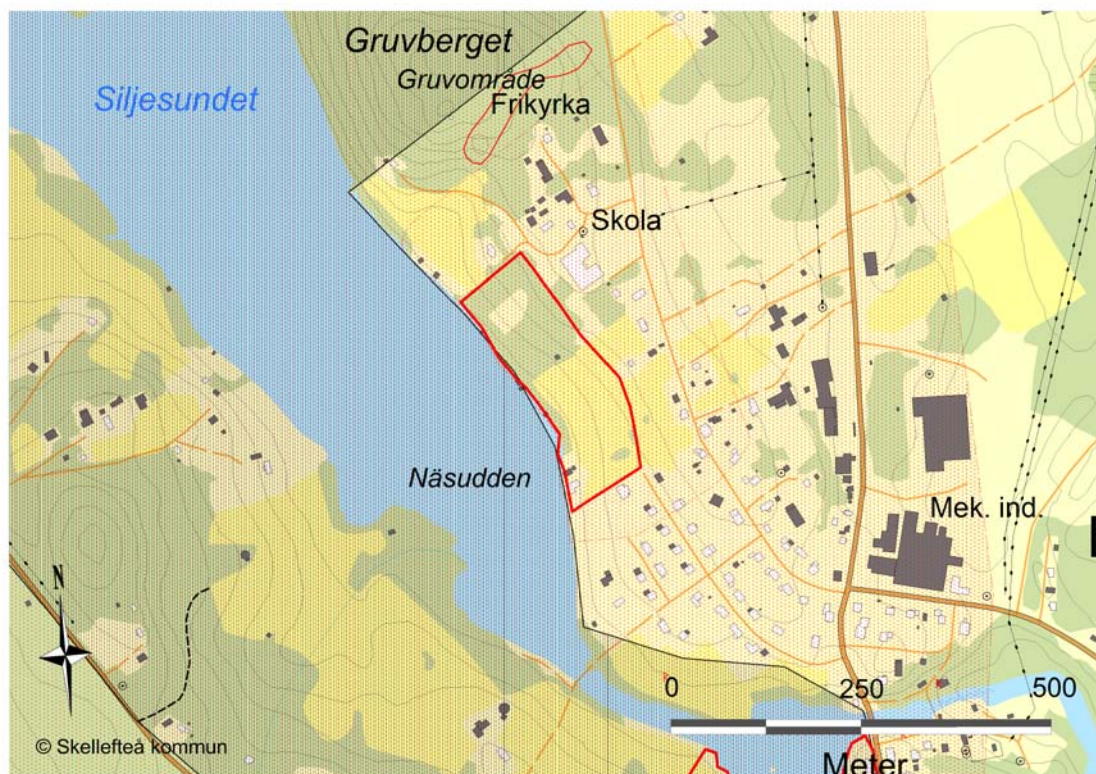 Gruvberget
Gruvområde
Siljesundet
Frikyrka
Skola
Näsudden
Mek. ind.
N
0 250 500
Meter
© Skellefteå kommun